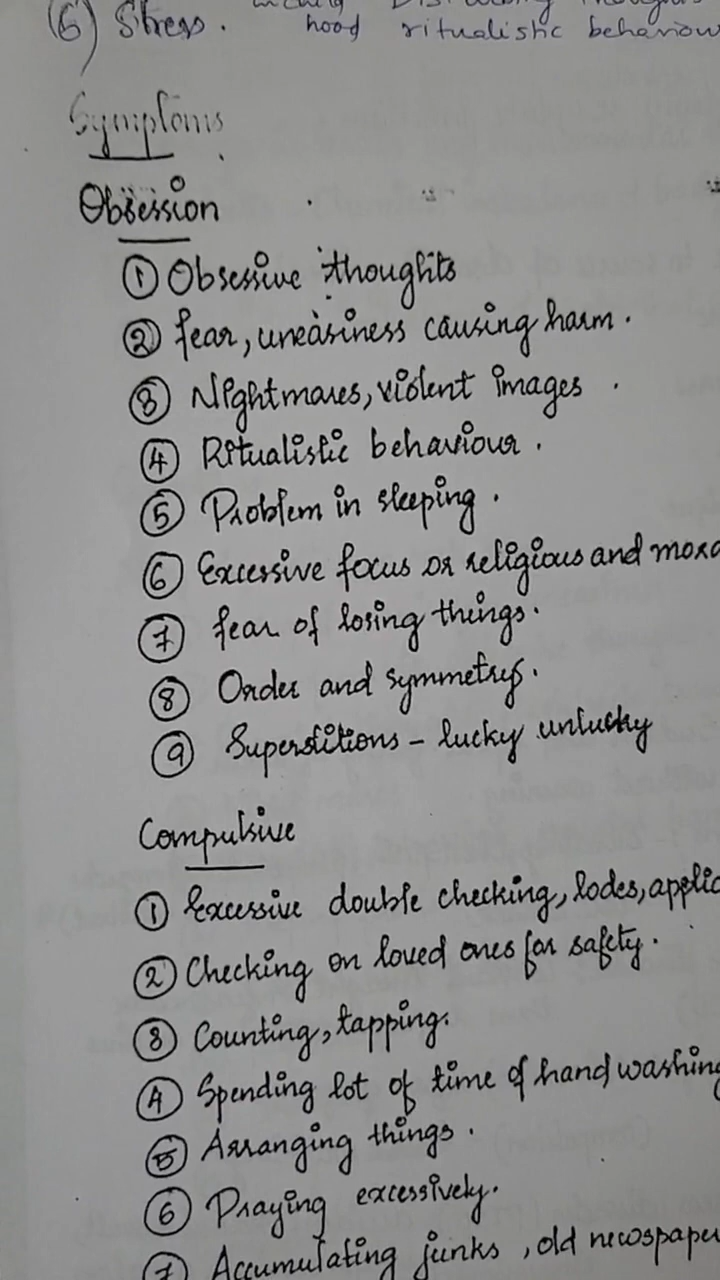 (6) Stress.
hood ritualistic behaviour
Symptoms
Obsession
① Obsessive thoughts
② fear, uneasiness causing harm.
③ Nightmares, violent images.
④ Ritualistic behaviour.
⑤ Problem in sleeping.
⑥ Excessive focus on religious and mora
⑦ fear of losing things.
⑧ Order and symmetry.
⑨ Superstitions - lucky unlucky
Compulsive
① Excessive double checking, lodes, applic
② Checking on loved ones for safety.
③ Counting, tapping.
④ Spending lot of time of hand washing
⑤ Arranging things.
⑥ Praying excessively.
⑦ Accumulating junks, old newspaper